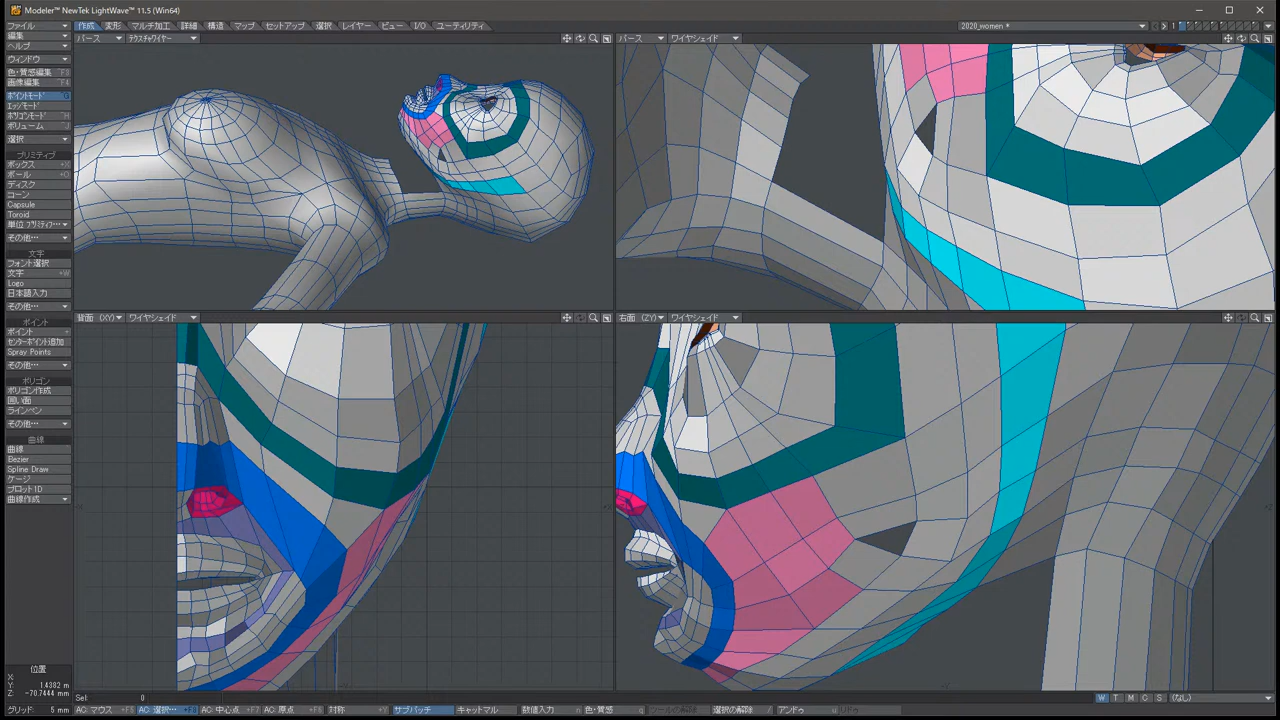 Modeler™ NewTek LightWave™ 11.5 (Win64)
ファイル 作成 変形 マルチ加工 詳細 構造 マップ セットアップ 選択 レイヤー ビュー I/O ユーティリティ 2020_women * 1
編集 パース テクスチャワイヤー パース ワイヤシェイド
ヘルプ
ウィンドウ
色・質感編集 ^F3
画像編集 ^F4
ポイントモード ^G
エッジモード
ポリゴンモード ^H
ボリューム ^J
選択
プリミティブ
ボックス +X
ボール +O
ディスク
コーン
Capsule
Toroid
単位 プリミティブ…
その他…
文字
フォント選択
文字 +W
Logo
日本語入力
その他…
ポイント 背面 (XY) ワイヤシェイド 右面 (ZY) ワイヤシェイド
ポイント +
センターポイント追加
Spray Points
その他…
ポリゴン
ポリゴン作成
囲い面
ラインペン
その他…
曲線
曲線
Bezier
Spline Draw
ケージ
プロット1D
曲線作成
位置
X:
Y: 1.4382 m
Z: -70.7444 mm
Sel: 0 W T M C S (なし)
グリッド: 5 mm AC: マウス +F5 AC: 選択… +F8 AC: 中心点 +F7 AC: 原点 +F6 対称 +Y サブパッチ キャットマル 数値入力 n 色・質感 q ツールの解除 選択の解除 / アンドゥ u リドゥ